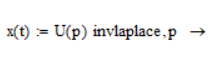 x(t) := U(p) invlaplace,p →